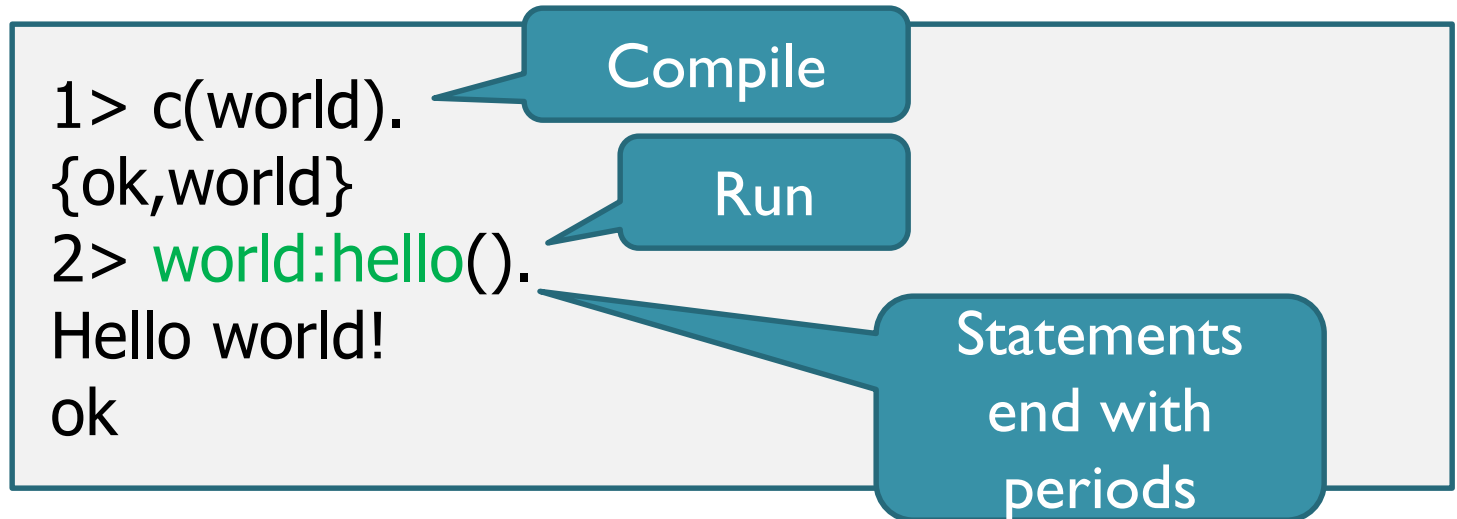 Compile
1> c(world).
{ok,world}
Run
2> world:hello().
Hello world!
ok
Statements
end with
periods